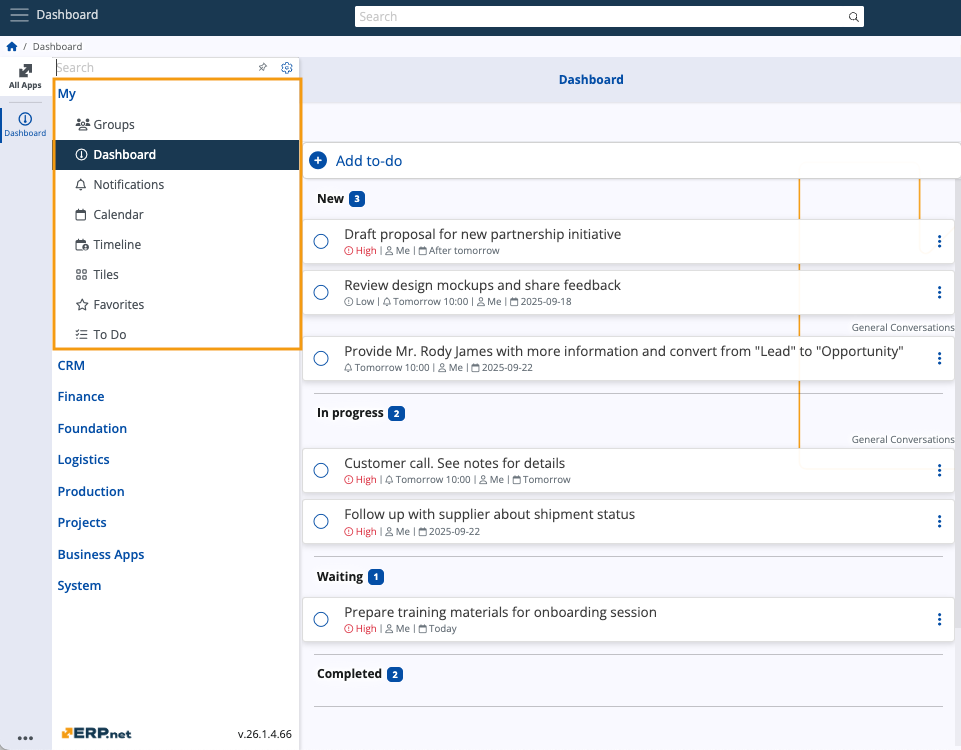 Dashboard
Search
/ Dashboard
Search
All Apps
Dashboard
My
Groups
Dashboard
Notifications
Calendar
Timeline
Tiles
Favorites
To Do
CRM
Finance
Foundation
Logistics
Production
Projects
Business Apps
System
ERP.net
v.26.1.4.66
Dashboard
Add to-do
New 3
Draft proposal for new partnership initiative
High | Me | After tomorrow
Review design mockups and share feedback
Low | Tomorrow 10:00 | Me | 2025-09-18
General Conversations
Provide Mr. Rody James with more information and convert from "Lead" to "Opportunity"
Tomorrow 10:00 | Me | 2025-09-22
In progress 2
General Conversations
Customer call. See notes for details
High | Tomorrow 10:00 | Me | Tomorrow
Follow up with supplier about shipment status
High | Me | 2025-09-22
Waiting 1
Prepare training materials for onboarding session
High | Me | Today
Completed 2